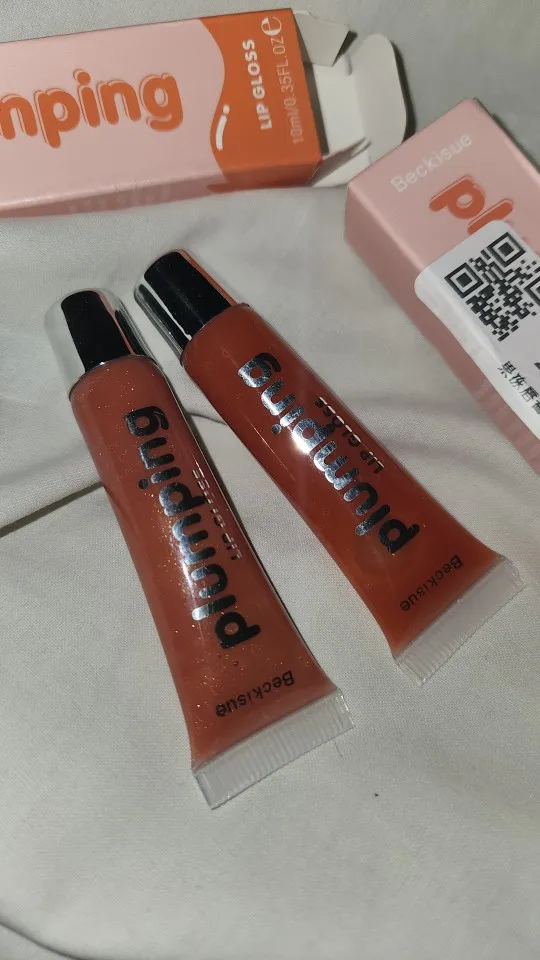 mping
LIP GLOSS
10ml/0.35FL.OZ
Beckisue
pl
plumping
LIP GLOSS
Beckisue
plumping
LIP GLOSS
Beckisue